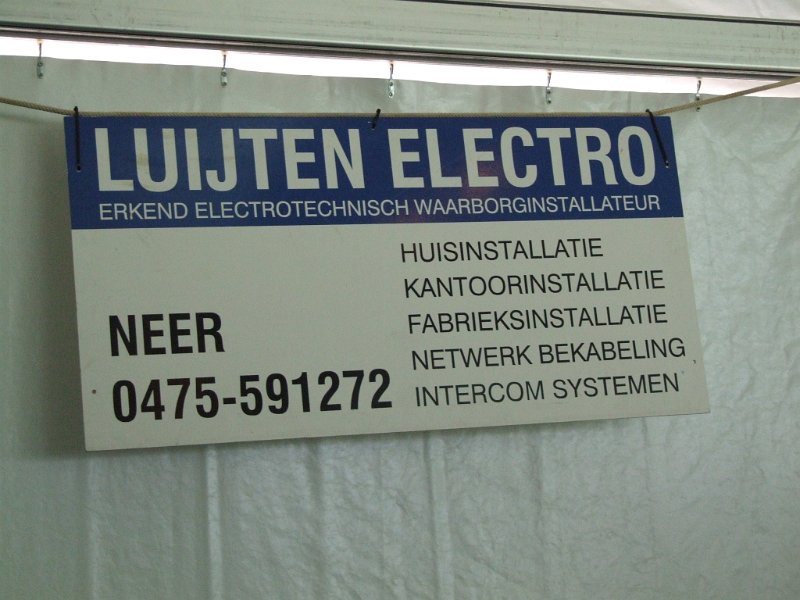 LUIJTEN ELECTRO
ERKEND ELECTROTECHNISCH WAARBORGINSTALLATEUR
HUISINSTALLATIE
KANTOORINSTALLATIE
FABRIEKSINSTALLATIE
NETWERK BEKABELING
INTERCOM SYSTEMEN
NEER
0475-591272